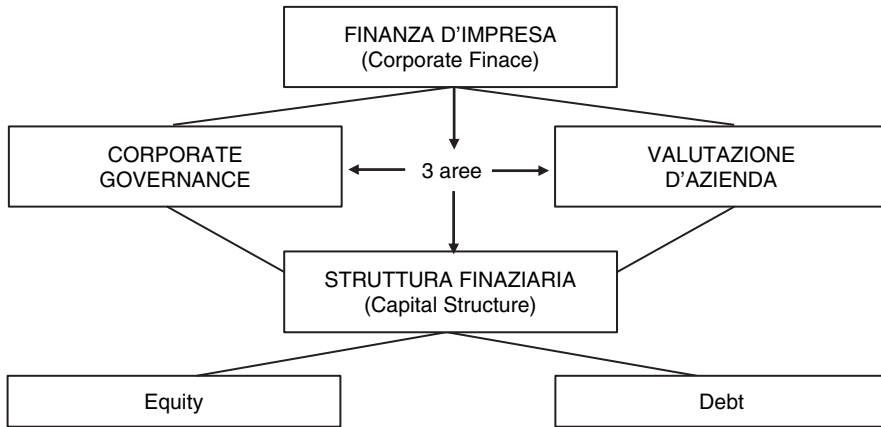 FINANZA D'IMPRESA
(Corporate Finace)
CORPORATE
GOVERNANCE
3 aree
VALUTAZIONE
D'AZIENDA
STRUTTURA FINAZIARIA
(Capital Structure)
Equity
Debt